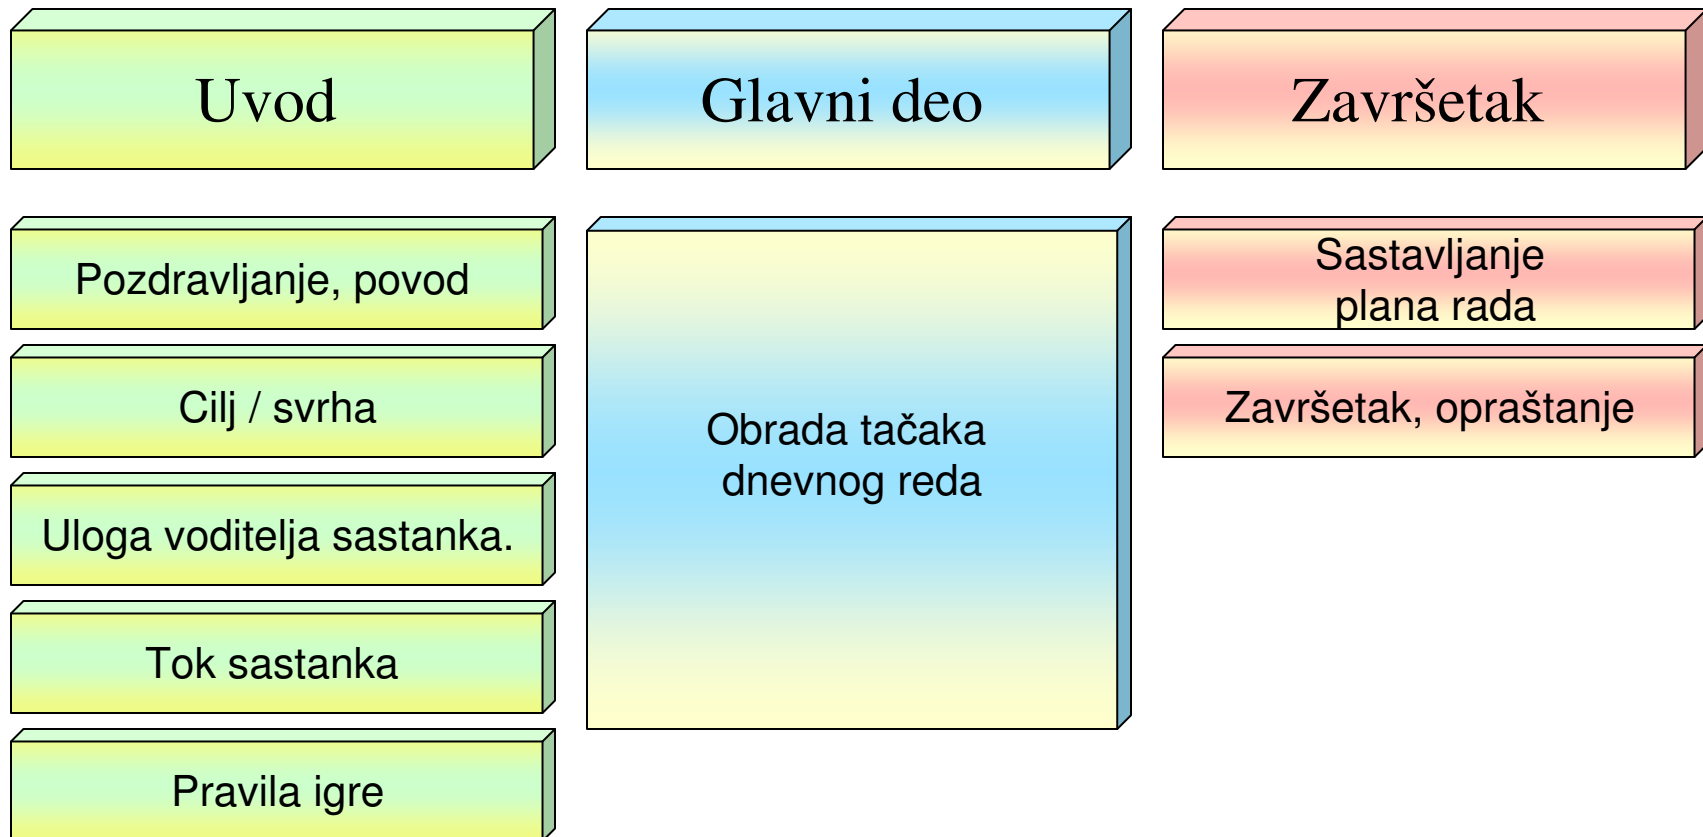 Uvod
Glavni deo
Završetak
Pozdravljanje, povod
Cilj / svrha
Uloga voditelja sastanka.
Tok sastanka
Pravila igre
Obrada tačaka
dnevnog reda
Sastavljanje
plana rada
Završetak, opraštanje